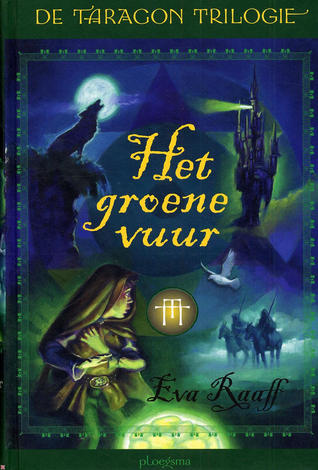 DE TARAGON TRILOGIE
Het
groene
vuur
Eva Raaff
ploegsma